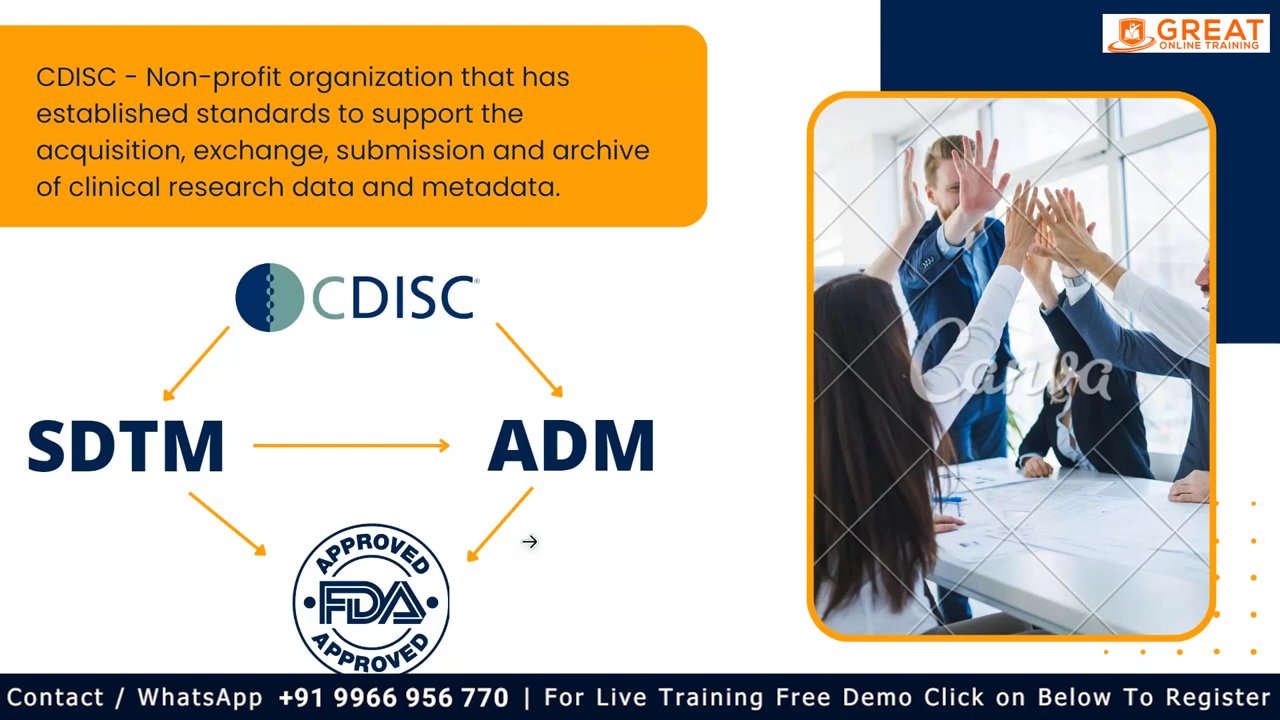 GREAT
ONLINE TRAINING
CDISC - Non-profit organization that has
established standards to support the
acquisition, exchange, submission and archive
of clinical research data and metadata.
CDISC®
Canva
SDTM
ADM
APPROVED
FDA
APPROVED
Contact / WhatsApp +91 9966 956 770 | For Live Training Free Demo Click on Below To Register